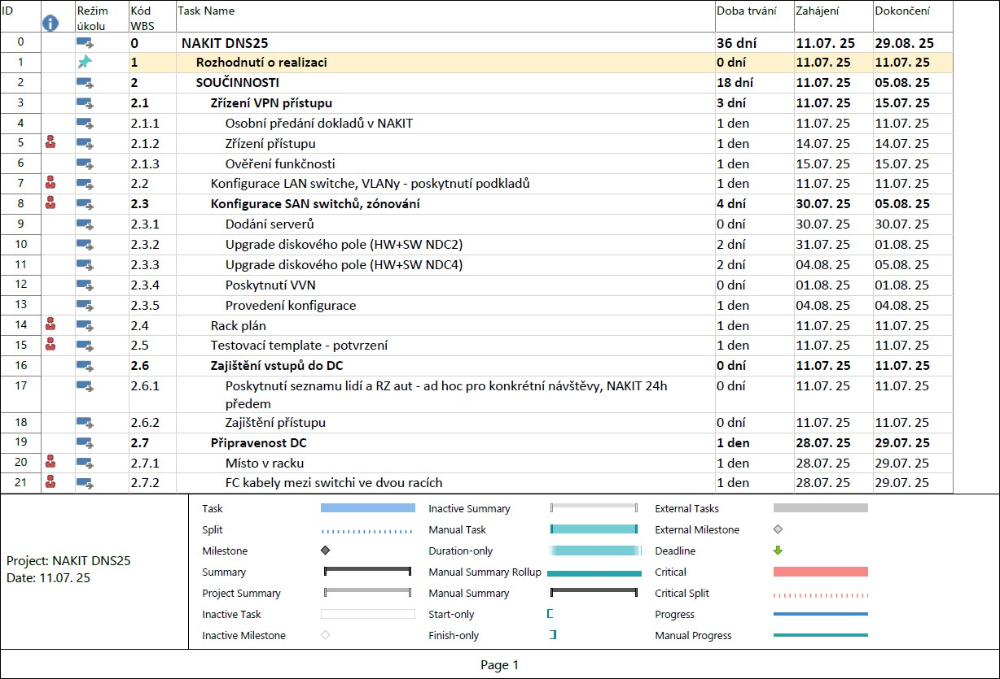 ID Režim úkolu Kód WBS Task Name Doba trvání Zahájení Dokončení
0 0 NAKIT DNS25 36 dní 11.07. 25 29.08. 25
1 1 Rozhodnutí o realizaci 0 dní 11.07. 25 11.07. 25
2 2 SOUČINNOSTI 18 dní 11.07. 25 05.08. 25
3 2.1 Zřízení VPN přístupu 3 dní 11.07. 25 15.07. 25
4 2.1.1 Osobní předání dokladů v NAKIT 1 den 11.07. 25 11.07. 25
5 2.1.2 Zřízení přístupu 1 den 14.07. 25 14.07. 25
6 2.1.3 Ověření funkčnosti 1 den 15.07. 25 15.07. 25
7 2.2 Konfigurace LAN switche, VLANy - poskytnutí podkladů 1 den 11.07. 25 11.07. 25
8 2.3 Konfigurace SAN switchů, zónování 4 dní 30.07. 25 05.08. 25
9 2.3.1 Dodání serverů 0 dní 30.07. 25 30.07. 25
10 2.3.2 Upgrade diskového pole (HW+SW NDC2) 2 dní 31.07. 25 01.08. 25
11 2.3.3 Upgrade diskového pole (HW+SW NDC4) 2 dní 04.08. 25 05.08. 25
12 2.3.4 Poskytnutí VVN 0 dní 01.08. 25 01.08. 25
13 2.3.5 Provedení konfigurace 1 den 04.08. 25 04.08. 25
14 2.4 Rack plán 1 den 11.07. 25 11.07. 25
15 2.5 Testovací template - potvrzení 1 den 11.07. 25 11.07. 25
16 2.6 Zajištění vstupů do DC 0 dní 11.07. 25 11.07. 25
17 2.6.1 Poskytnutí seznamu lidí a RZ aut - ad hoc pro konkrétní návštěvy, NAKIT 24h 0 dní 11.07. 25 11.07. 25
předem
18 2.6.2 Zajištění přístupu 0 dní 11.07. 25 11.07. 25
19 2.7 Připravenost DC 1 den 28.07. 25 29.07. 25
20 2.7.1 Místo v racku 1 den 28.07. 25 29.07. 25
21 2.7.2 FC kabely mezi switchi ve dvou racích 1 den 28.07. 25 29.07. 25
Project: NAKIT DNS25
Date: 11.07. 25
Task
Split
Milestone
Summary
Project Summary
Inactive Task
Inactive Milestone
Inactive Summary
Manual Task
Duration-only
Manual Summary Rollup
Manual Summary
Start-only
Finish-only
External Tasks
External Milestone
Deadline
Critical
Critical Split
Progress
Manual Progress
Page 1